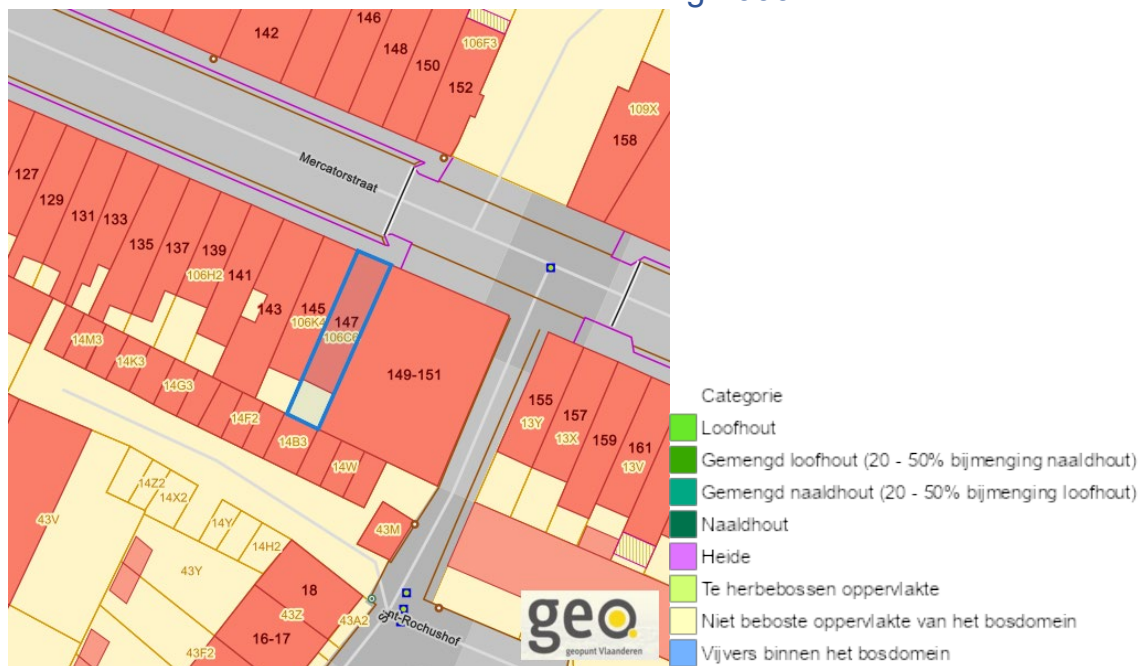 142
146
148
150
152
106F3
109X
158
Mercatorstraat
127
129
131
133
135
137
139
106H2
141
143
145
106K4
147
106C6
149-151
14M3
14K3
14G3
14F2
14B3
14W
155
13Y
157
13X
159
161
13V
43V
14Z2
14X2
14Y
14H2
43M
43Y
18
43Z
43A2
16-17
43F2
nt-Rochushof
geo
geopunt Vlaanderen
Categorie
Loofhout
Gemengd loofhout (20 - 50% bijmenging naaldhout)
Gemengd naaldhout (20 - 50% bijmenging loofhout)
Naaldhout
Heide
Te herbebossen oppervlakte
Niet beboste oppervlakte van het bosdomein
Vijvers binnen het bosdomein